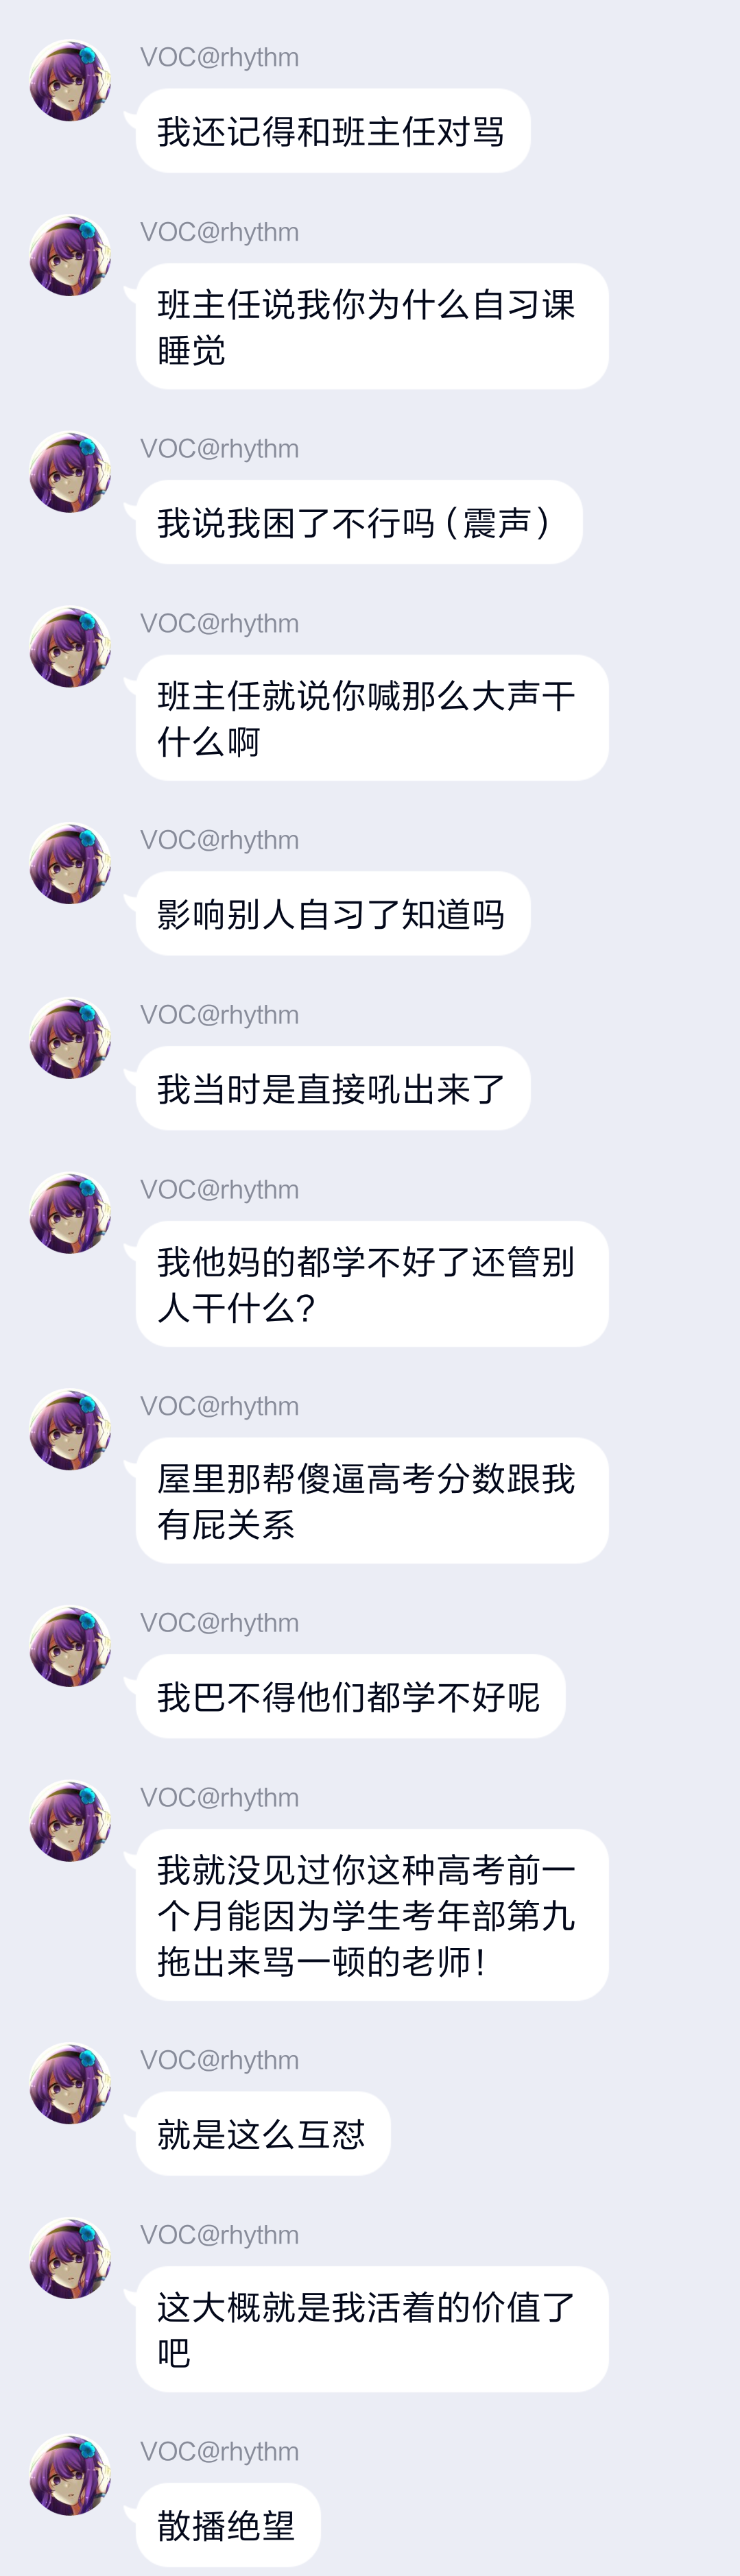 VOC@rhythm
我还记得和班主任对骂
VOC@rhythm
班主任说我你为什么自习课
睡觉
VOC@rhythm
我说我困了不行吗（震声）
VOC@rhythm
班主任就说你喊那么大声干
什么啊
VOC@rhythm
影响别人自习了知道吗
VOC@rhythm
我当时是直接吼出来了
VOC@rhythm
我他妈的都学不好了还管别
人干什么？
VOC@rhythm
屋里那帮傻逼高考分数跟我
有屁关系
VOC@rhythm
我巴不得他们都学不好呢
VOC@rhythm
我就没见过你这种高考前一
个月能因为学生考年部第九
拖出来骂一顿的老师！
VOC@rhythm
就是这么互怼
VOC@rhythm
这大概就是我活着的价值了
吧
VOC@rhythm
散播绝望